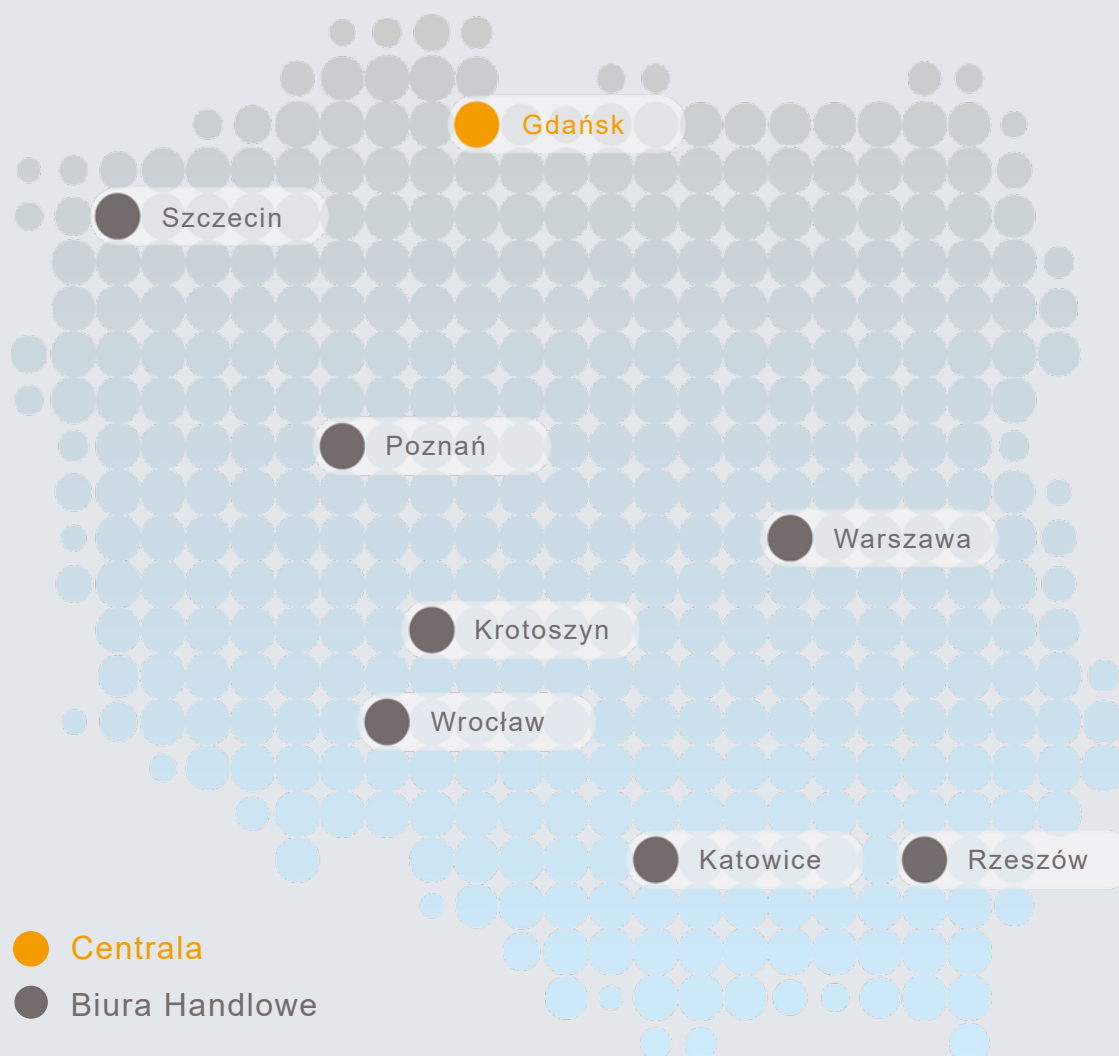 Gdańsk
Szczecin
Poznań
Warszawa
Krotoszyn
Wrocław
Katowice
Rzeszów
Centrala
Biura Handlowe